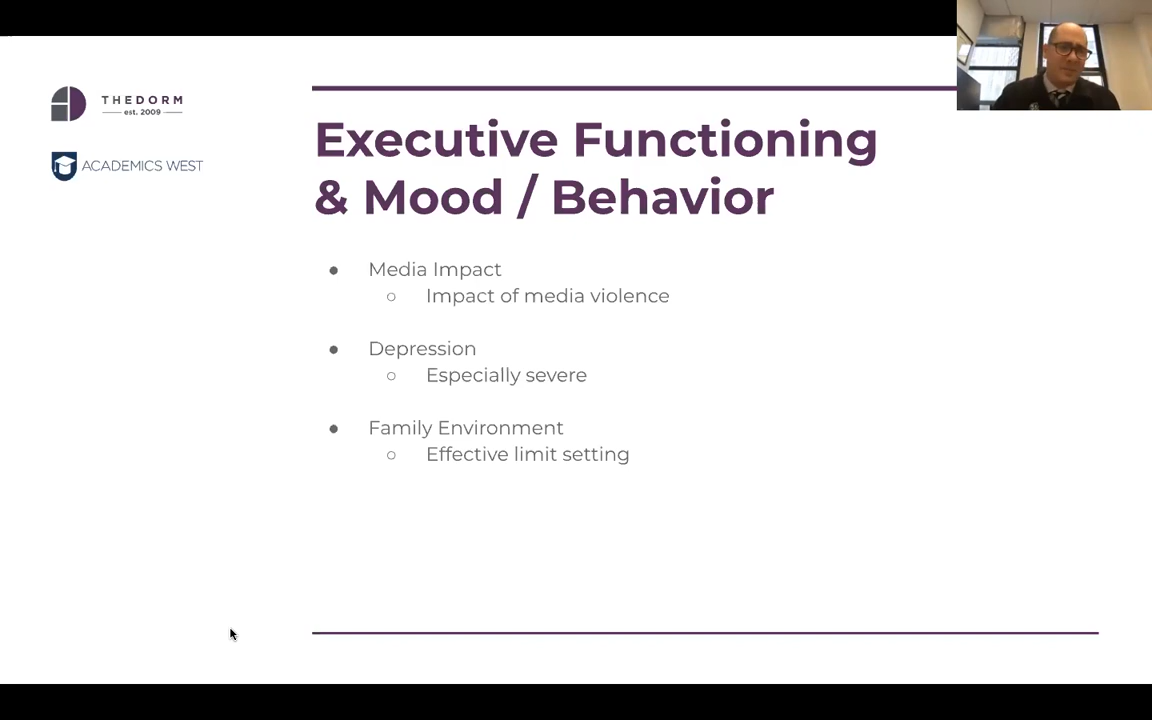 THEDORM
est. 2009
ACADEMICS WEST
Executive Functioning
& Mood / Behavior
● Media Impact
○ Impact of media violence
● Depression
○ Especially severe
● Family Environment
○ Effective limit setting